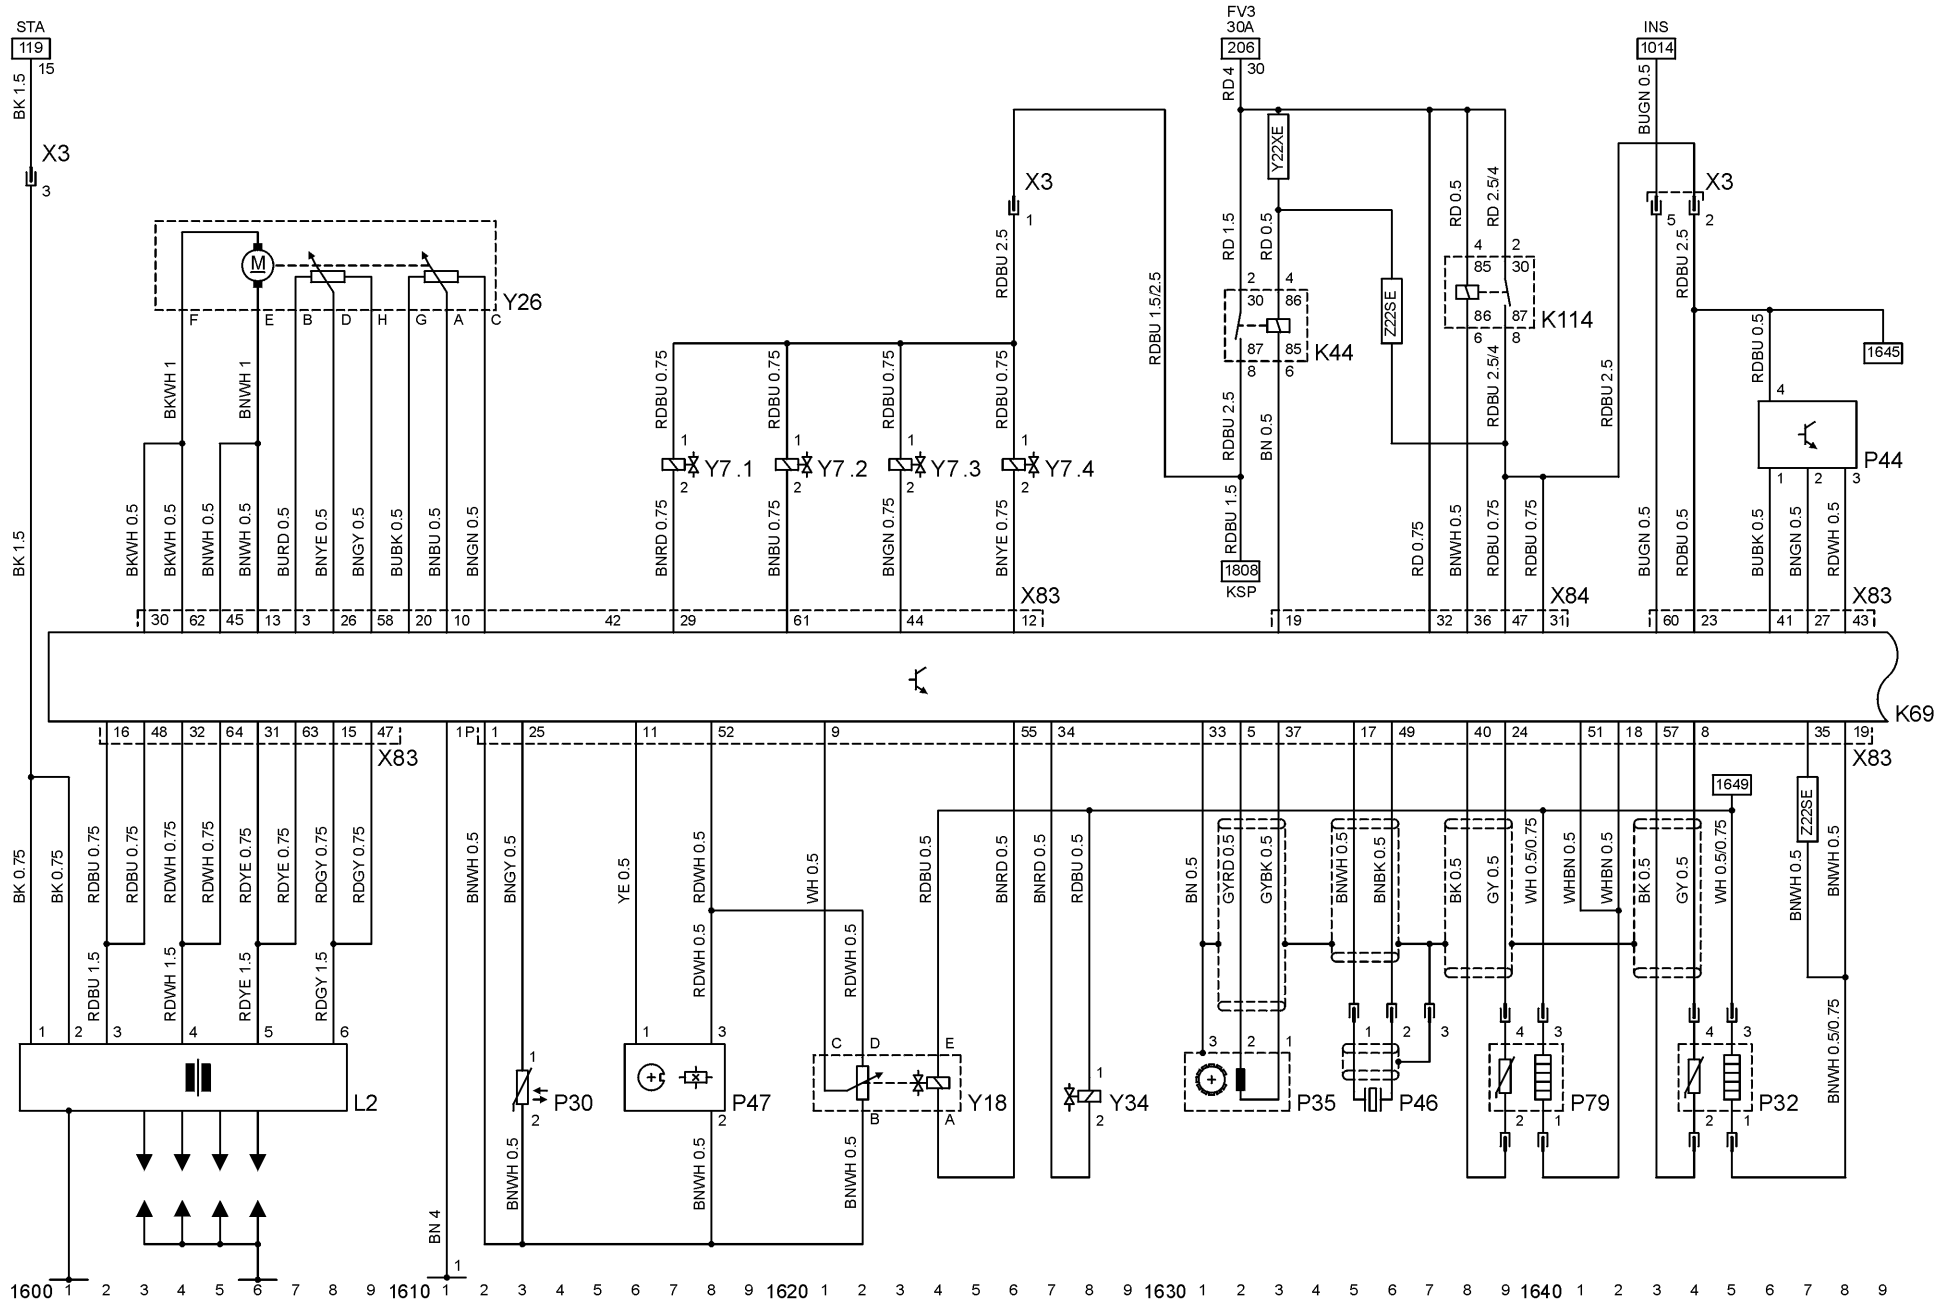 STA
119
15
BK 1.5
X3
3
FV3
30A
206
30
RD 4
INS
1014
BUGN 0.5
Y22XE
X3
1
X3
5
2
RD 0.5
RD 2.5/4
RD 1.5
RD 0.5
RDBU 2.5
RDBU 2.5
RDBU 1.5/2.5
M
Y26
F
E
B
D
H
G
A
C
2
4
30
86
87
85
8
6
K44
Z22SE
4
2
85
30
86
87
6
8
K114
RDBU 0.5
1645
BKWH 1
BNWH 1
RDBU 0.75
RDBU 0.75
RDBU 0.75
RDBU 0.75
RDBU 2.5
BN 0.5
RDBU 2.5/4
RDBU 2.5
4
P44
1
2
3
1
Y7.1
2
1
Y7.2
2
1
Y7.3
2
1
Y7.4
2
BK 1.5
BKWH 0.5
BKWH 0.5
BNWH 0.5
BNWH 0.5
BURD 0.5
BNYE 0.5
BNGY 0.5
BUBK 0.5
BNBU 0.5
BNGN 0.5
BNRD 0.75
BNBU 0.75
BNGN 0.75
BNYE 0.75
RDBU 1.5
1808
KSP
RD 0.75
BNWH 0.5
RDBU 0.75
RDBU 0.75
BUGN 0.5
RDBU 0.5
BUBK 0.5
BNGN 0.5
RDWH 0.5
X83
X84
X83
30 62 45 13 3 26 58 20 10 42 29 61 44 12 19 32 36 47 31 60 23 41 27 43
K69
16 48 32 64 31 63 15 47 1P 1 25 11 52 9 55 34 33 5 37 17 49 40 24 51 18 57 8 35 19
X83
X83
1649
Z22SE
BK 0.75
BK 0.75
RDBU 0.75
RDBU 0.75
RDWH 0.75
RDWH 0.75
RDYE 0.75
RDYE 0.75
RDGY 0.75
RDGY 0.75
BNWH 0.5
BNGY 0.5
YE 0.5
RDWH 0.5
WH 0.5
RDBU 0.5
BNRD 0.5
BNRD 0.5
RDBU 0.5
BN 0.5
GYRD 0.5
GYBK 0.5
BNWH 0.5
BNBK 0.5
BK 0.5
GY 0.5
WH 0.5/0.75
WHBN 0.5
WHBN 0.5
BK 0.5
GY 0.5
WH 0.5/0.75
BNWH 0.5
BNWH 0.5
RDBU 1.5
RDWH 1.5
RDYE 1.5
RDGY 1.5
RDWH 0.5
RDWH 0.5
BNWH 0.5/0.75
1 2 3 4 5 6
L2
1
P30
2
1
3
P47
2
C
D
E
Y18
B
A
1
Y34
2
3
2
1
P35
1
2
3
P46
4
3
P79
2
1
4
3
P32
2
1
BNWH 0.5
BNWH 0.5
BNWH 0.5
BN 4
1
1600 1 2 3 4 5 6 7 8 9 1610 1 2 3 4 5 6 7 8 9 1620 1 2 3 4 5 6 7 8 9 1630 1 2 3 4 5 6 7 8 9 1640 1 2 3 4 5 6 7 8 9